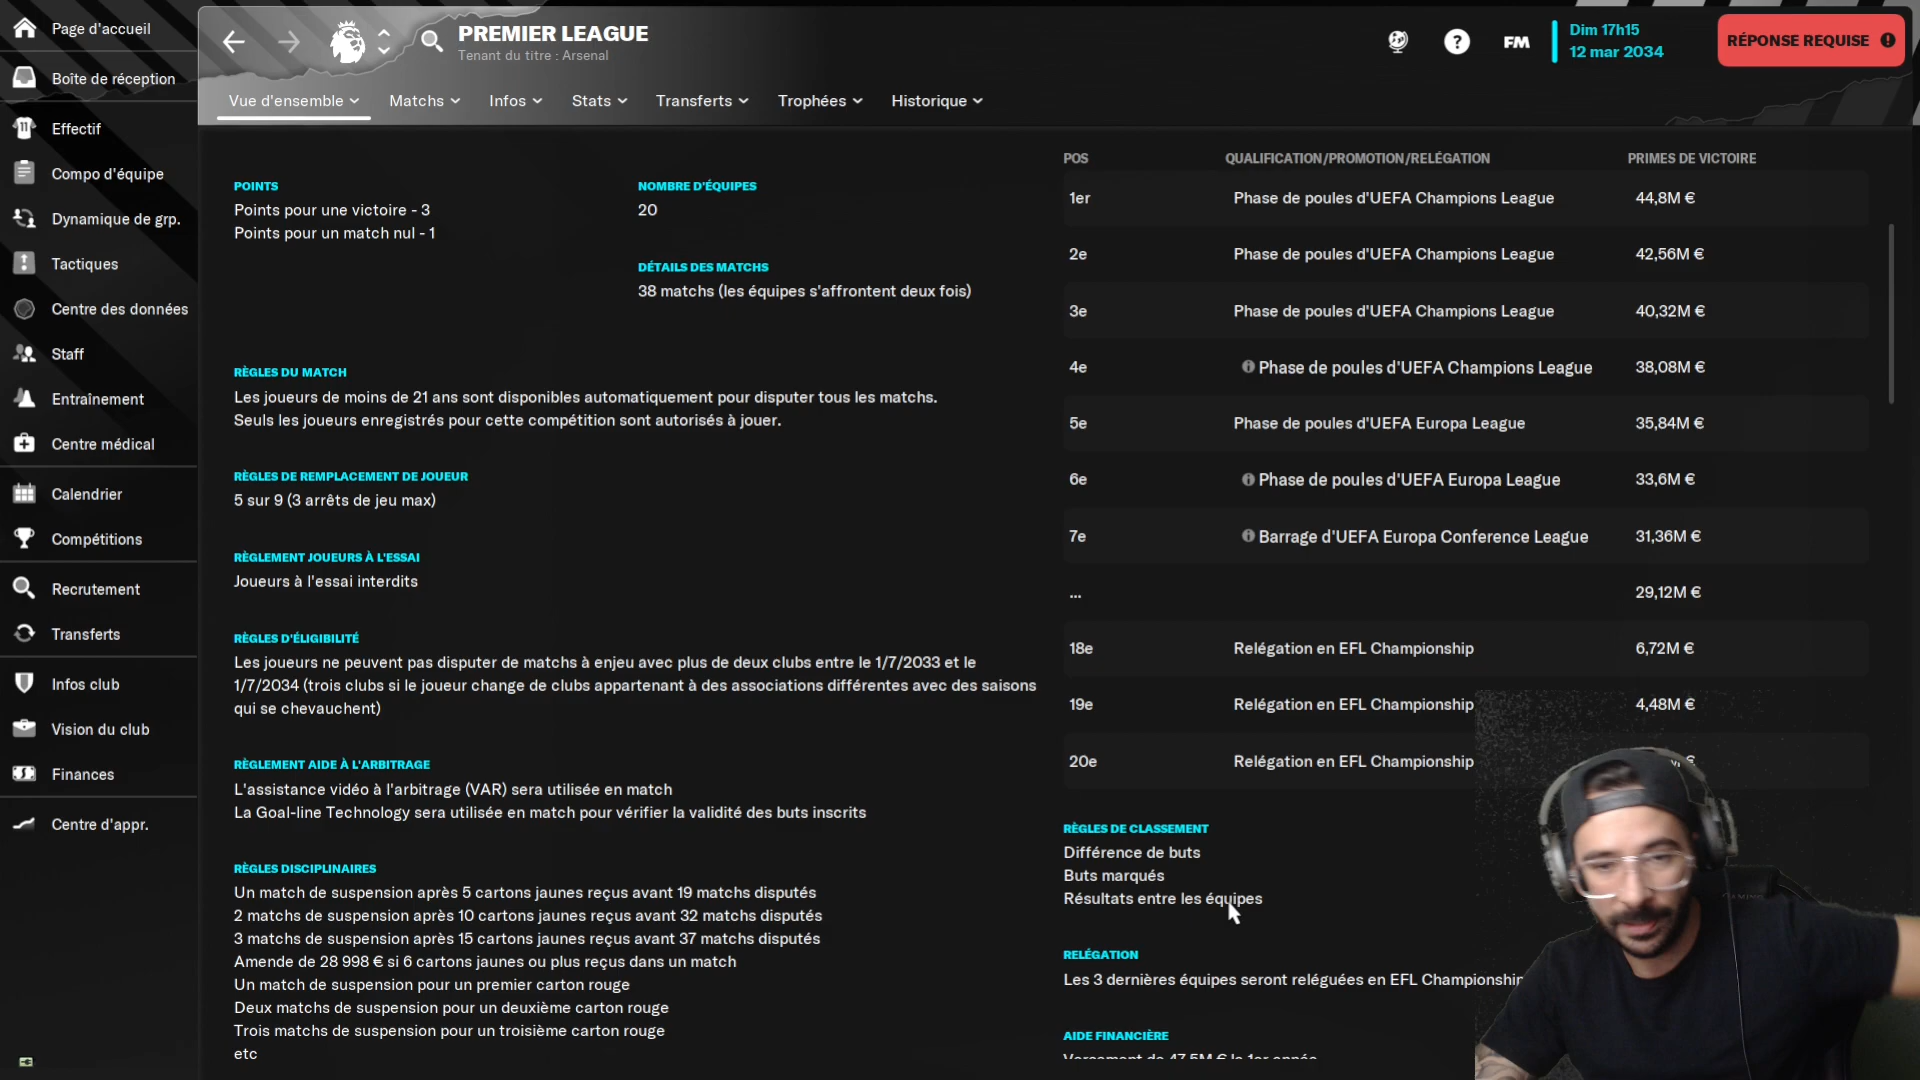 Page d'accueil
Boîte de réception
Effectif
Compo d'équipe
Dynamique de grp.
Tactiques
Centre des données
Staff
Entraînement
Centre médical
Calendrier
Compétitions
Recrutement
Transferts
Infos club
Vision du club
Finances
Centre d'appr.
PREMIER LEAGUE
Tenant du titre : Arsenal
FM
Dim 17h15
12 mar 2034
RÉPONSE REQUISE
Vue d'ensemble
Matchs
Infos
Stats
Transferts
Trophées
Historique
POINTS
Points pour une victoire - 3
Points pour un match nul - 1
NOMBRE D'ÉQUIPES
20
DÉTAILS DES MATCHS
38 matchs (les équipes s'affrontent deux fois)
RÈGLES DU MATCH
Les joueurs de moins de 21 ans sont disponibles automatiquement pour disputer tous les matchs.
Seuls les joueurs enregistrés pour cette compétition sont autorisés à jouer.
RÈGLES DE REMPLACEMENT DE JOUEUR
5 sur 9 (3 arrêts de jeu max)
RÈGLEMENT JOUEURS À L'ESSAI
Joueurs à l'essai interdits
RÈGLES D'ÉLIGIBILITÉ
Les joueurs ne peuvent pas disputer de matchs à enjeu avec plus de deux clubs entre le 1/7/2033 et le
1/7/2034 (trois clubs si le joueur change de clubs appartenant à des associations différentes avec des saisons
qui se chevauchent)
RÈGLEMENT AIDE À L'ARBITRAGE
L'assistance vidéo à l'arbitrage (VAR) sera utilisée en match
La Goal-line Technology sera utilisée en match pour vérifier la validité des buts inscrits
RÈGLES DISCIPLINAIRES
Un match de suspension après 5 cartons jaunes reçus avant 19 matchs disputés
2 matchs de suspension après 10 cartons jaunes reçus avant 32 matchs disputés
3 matchs de suspension après 15 cartons jaunes reçus avant 37 matchs disputés
Amende de 28 998 € si 6 cartons jaunes ou plus reçus dans un match
Un match de suspension pour un premier carton rouge
Deux matchs de suspension pour un deuxième carton rouge
Trois matchs de suspension pour un troisième carton rouge
etc
POS QUALIFICATION/PROMOTION/RELÉGATION PRIMES DE VICTOIRE
1er Phase de poules d'UEFA Champions League 44,8M €
2e Phase de poules d'UEFA Champions League 42,56M €
3e Phase de poules d'UEFA Champions League 40,32M €
4e Phase de poules d'UEFA Champions League 38,08M €
5e Phase de poules d'UEFA Europa League 35,84M €
6e Phase de poules d'UEFA Europa League 33,6M €
7e Barrage d'UEFA Europa Conference League 31,36M €
... 29,12M €
18e Relégation en EFL Championship 6,72M €
19e Relégation en EFL Championship 4,48M €
20e Relégation en EFL Championship
RÈGLES DE CLASSEMENT
Différence de buts
Buts marqués
Résultats entre les équipes
RELÉGATION
Les 3 dernières équipes seront reléguées en EFL Championship
AIDE FINANCIÈRE
Versement de 47,5M € la 1er année